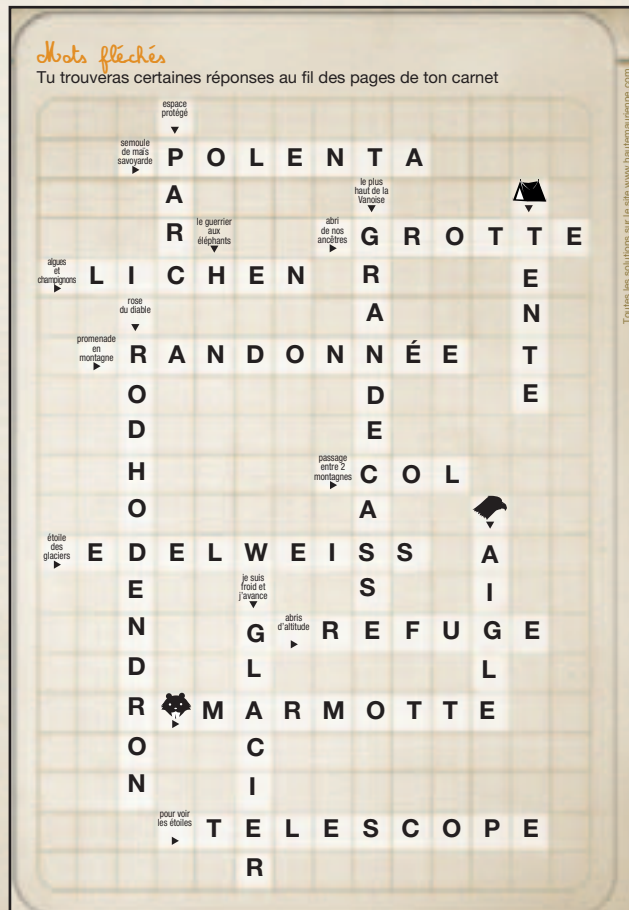 Mots fléchés
Tu trouveras certaines réponses au fil des pages de ton carnet
espace
protégé
semoule
de maïs
savoyarde
P O L E N T A
A
le plus
haut de la
Vanoise
R
le guerrier
aux
éléphants
abri
de nos
ancêtres
G R O T T E
algues
et
champignons
L I C H E N
R
E
rose
du diable
A
N
promenade
en
montagne
R A N D O N N É E
T
O
D
E
D
E
H
passage
entre 2
montagnes
C O L
O
A
étoile
des
glaciers
E D E L W E I S S
A
E
je suis
froid et
j'avance
S
I
N
G
abris
d'altitude
R E F U G E
D
L
L
R
M A R M O T T E
O
C
N
I
pour voir
les étoiles
T E L E S C O P E
R
Toutes les solutions sur le site www.hautemaurienne.com